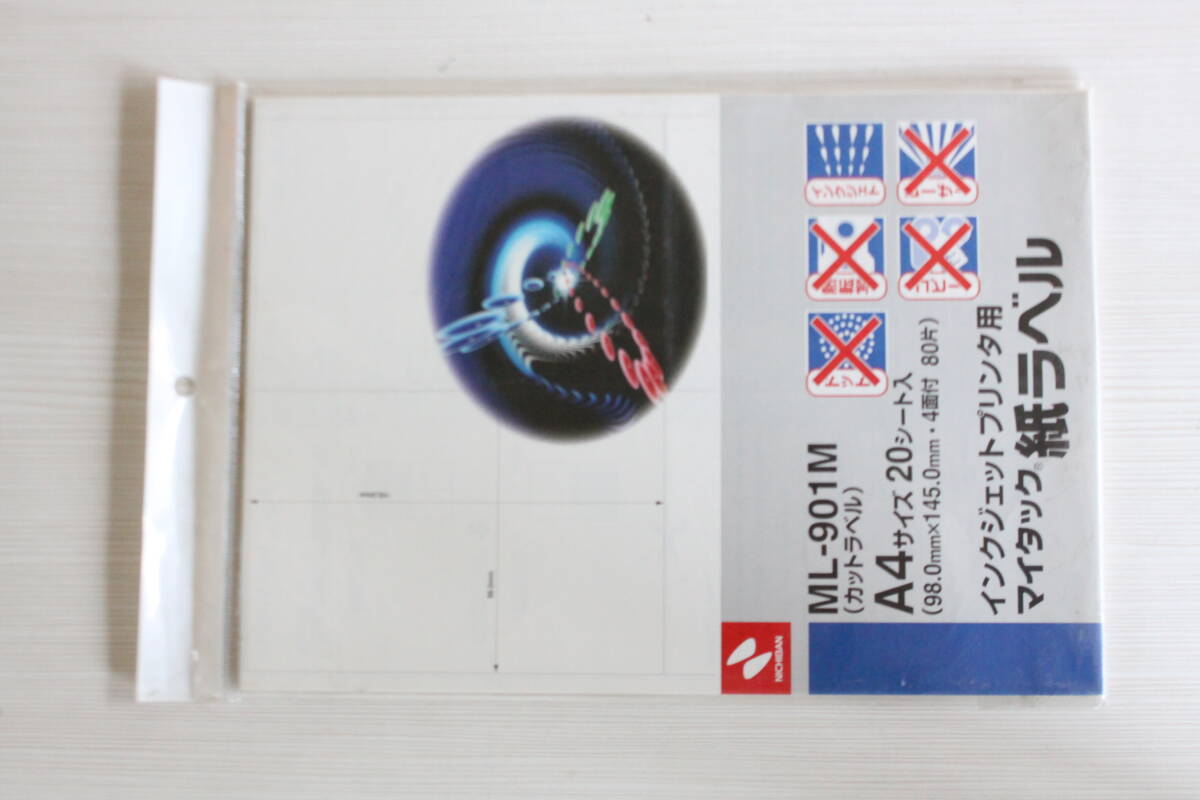 インクジェットプリンタ用
マイタック®紙ラベル
ML-901M
(カットラベル)
A4サイズ 20シート入
(98.0mm×145.0mm・4面付 80片)
インクジェット
レーザー
熱転写
コピー
ドット
NICHIBAN